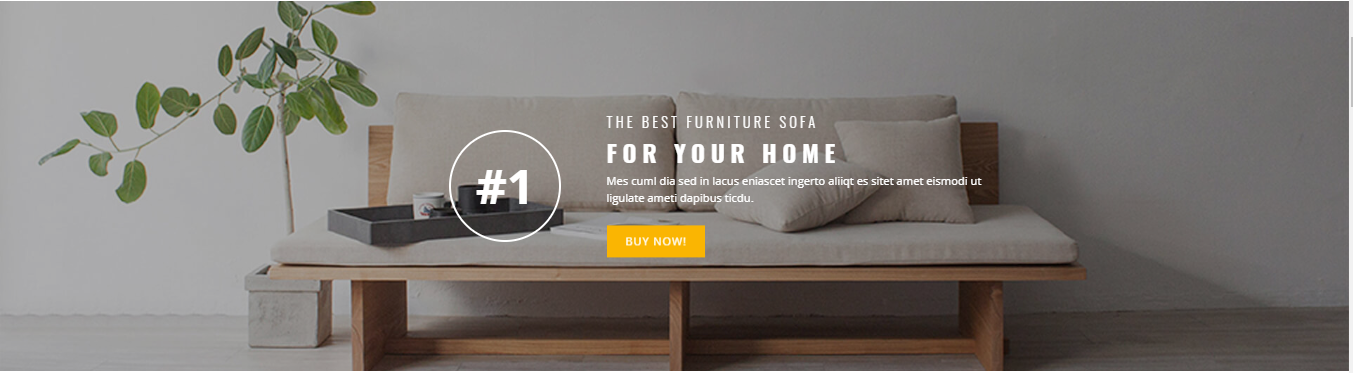 #1
THE BEST FURNITURE SOFA
FOR YOUR HOME
Mes cuml dia sed in lacus eniascet ingerto aliiqt es sitet amet eismodi ut
ligulate ameti dapibus ticdu.
BUY NOW!